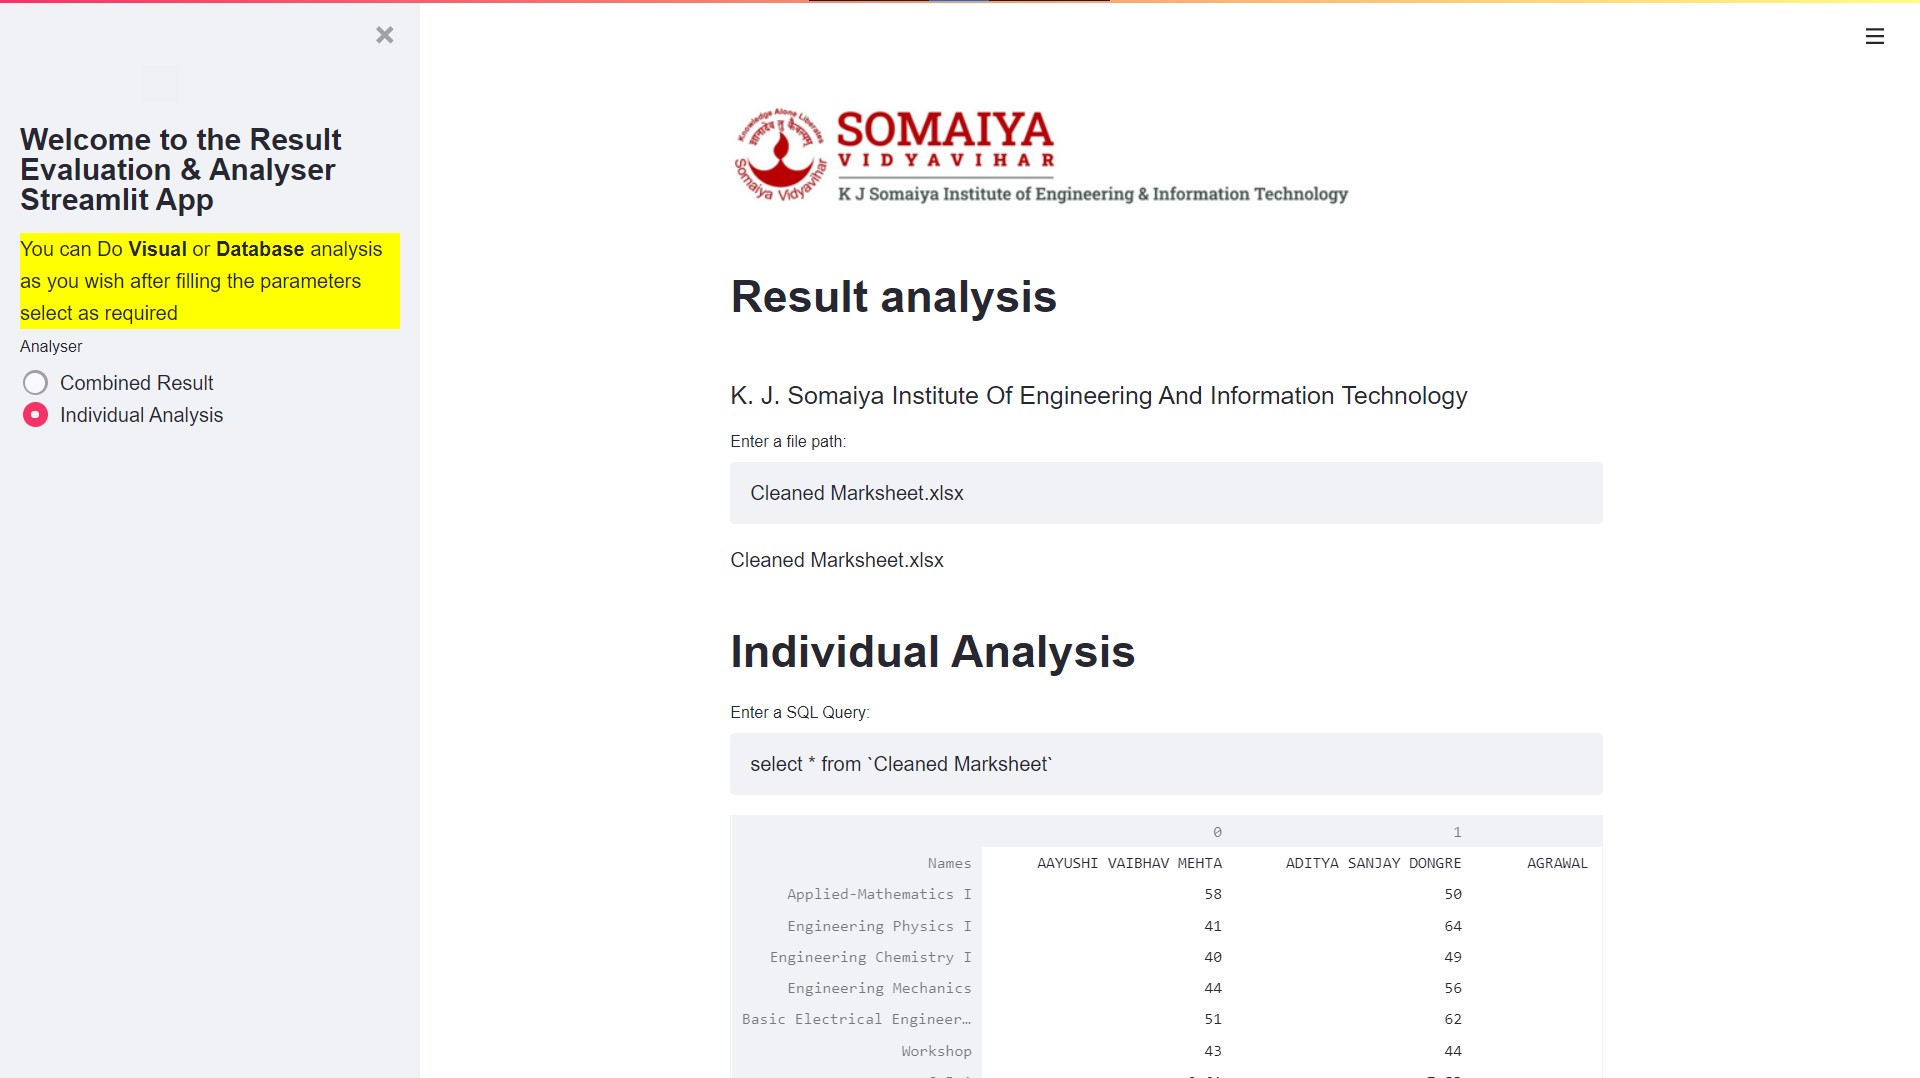 Welcome to the Result
Evaluation & Analyser
Streamlit App
You can Do Visual or Database analysis
as you wish after filling the parameters
select as required
Analyser
Combined Result
Individual Analysis
Knowledge Alone Liberates
Somaiya Vidyavihar
SOMAIYA
VIDYAVIHAR
K J Somaiya Institute of Engineering & Information Technology
Result analysis
K. J. Somaiya Institute Of Engineering And Information Technology
Enter a file path:
Cleaned Marksheet.xlsx
Cleaned Marksheet.xlsx
Individual Analysis
Enter a SQL Query:
select * from `Cleaned Marksheet`
0 1
Names AAYUSHI VAIBHAV MEHTA ADITYA SANJAY DONGRE AGRAWAL
Applied-Mathematics I 58 50
Engineering Physics I 41 64
Engineering Chemistry I 40 49
Engineering Mechanics 44 56
Basic Electrical Engineer… 51 62
Workshop 43 44